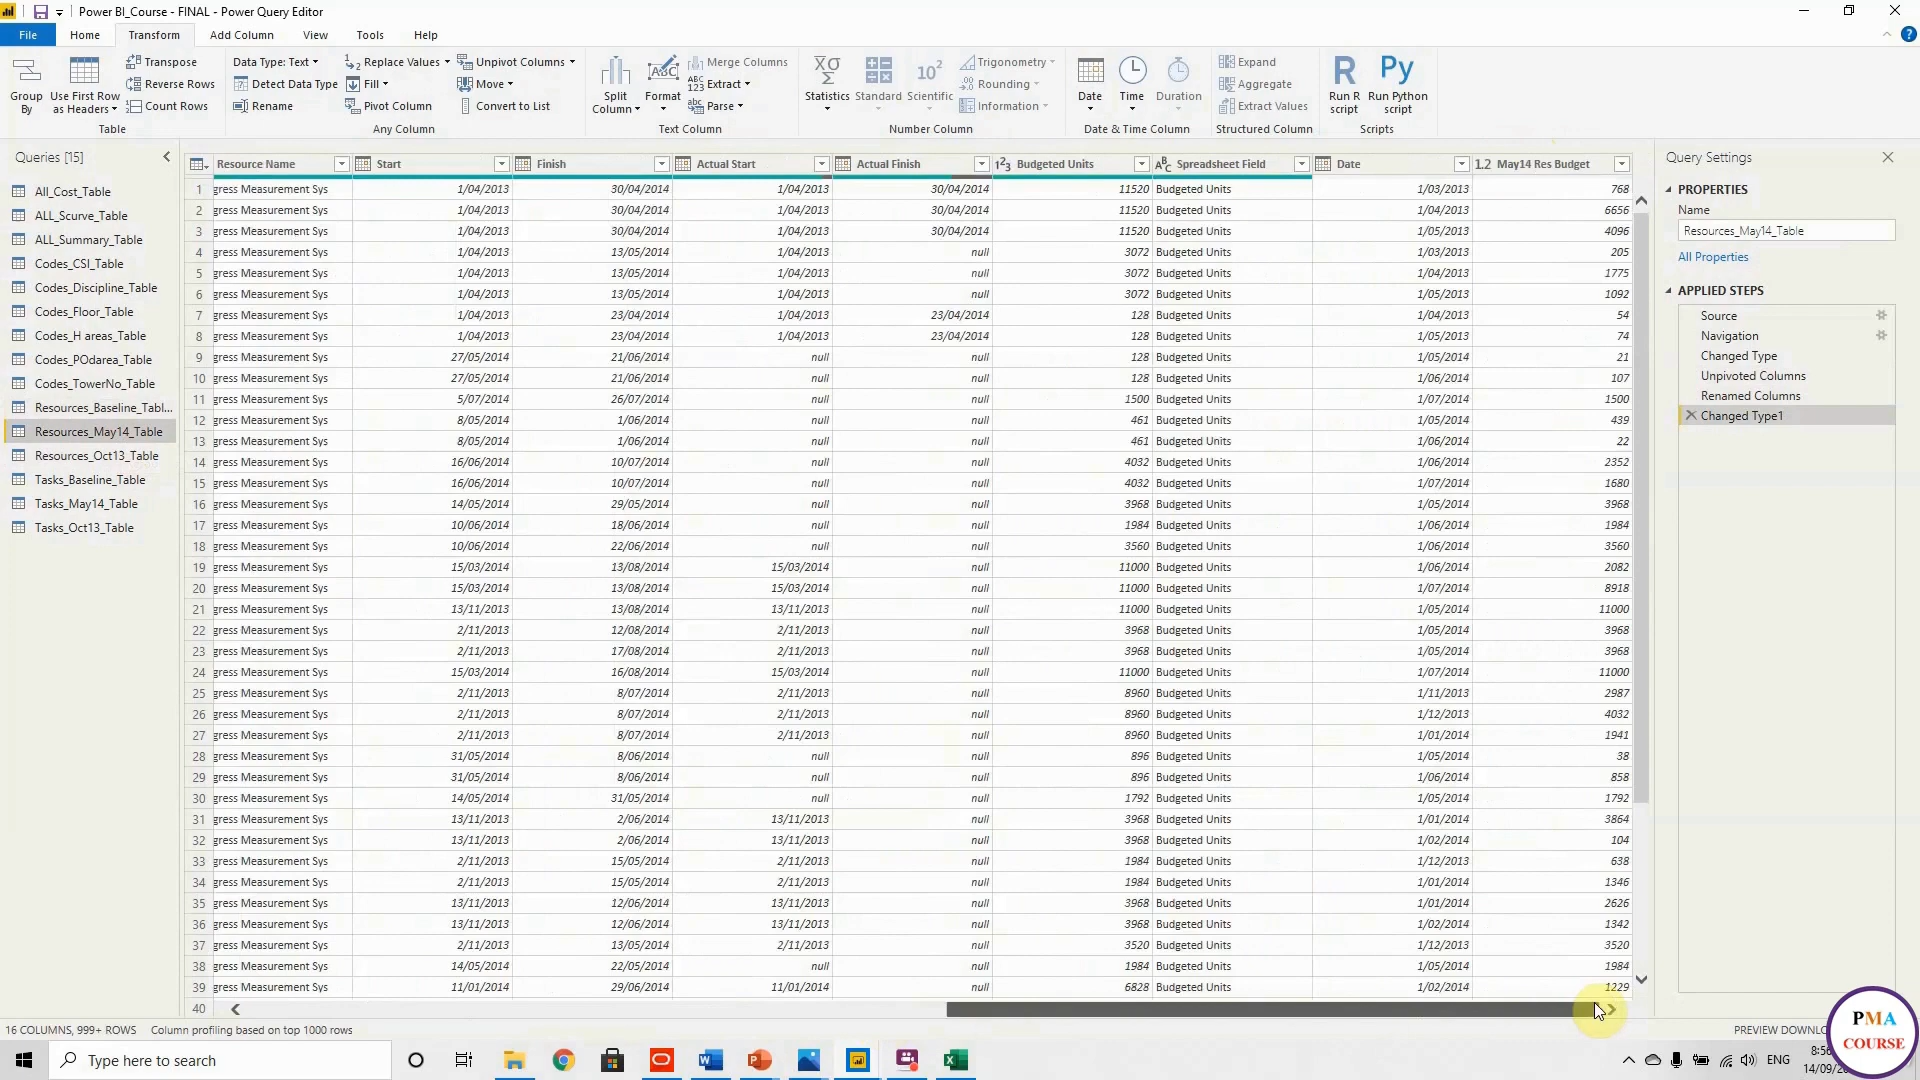 Power BI_Course - FINAL - Power Query Editor
File Home Transform Add Column View Tools Help
Group By
Use First Row as Headers
Transpose
Reverse Rows
Count Rows
Table
Data Type: Text
Detect Data Type
Rename
Replace Values
Fill
Pivot Column
Unpivot Columns
Move
Convert to List
Any Column
Split Column
Format
ABC
Merge Columns
ABC 123 Extract
abc Parse
Text Column
Statistics
Standard
10² Scientific
Trigonometry
Rounding
Information
Number Column
Date
Time
Duration
Date & Time Column
Expand
Aggregate
Extract Values
Structured Column
R Run R script
Py Run Python script
Scripts
Queries [15]
All_Cost_Table
ALL_Scurve_Table
ALL_Summary_Table
Codes_CSI_Table
Codes_Discipline_Table
Codes_Floor_Table
Codes_H areas_Table
Codes_POdarea_Table
Codes_TowerNo_Table
Resources_Baseline_Tabl...
Resources_May14_Table
Resources_Oct13_Table
Tasks_Baseline_Table
Tasks_May14_Table
Tasks_Oct13_Table
Resource Name Start Finish Actual Start Actual Finish 1²3 Budgeted Units ABC Spreadsheet Field Date 1.2 May14 Res Budget
1 gress Measurement Sys 1/04/2013 30/04/2014 1/04/2013 30/04/2014 11520 Budgeted Units 1/03/2013 768
2 gress Measurement Sys 1/04/2013 30/04/2014 1/04/2013 30/04/2014 11520 Budgeted Units 1/04/2013 6656
3 gress Measurement Sys 1/04/2013 30/04/2014 1/04/2013 30/04/2014 11520 Budgeted Units 1/05/2013 4096
4 gress Measurement Sys 1/04/2013 13/05/2014 1/04/2013 null 3072 Budgeted Units 1/03/2013 205
5 gress Measurement Sys 1/04/2013 13/05/2014 1/04/2013 null 3072 Budgeted Units 1/04/2013 1775
6 gress Measurement Sys 1/04/2013 13/05/2014 1/04/2013 null 3072 Budgeted Units 1/05/2013 1092
7 gress Measurement Sys 1/04/2013 23/04/2014 1/04/2013 23/04/2014 128 Budgeted Units 1/04/2013 54
8 gress Measurement Sys 1/04/2013 23/04/2014 1/04/2013 23/04/2014 128 Budgeted Units 1/05/2013 74
9 gress Measurement Sys 27/05/2014 21/06/2014 null null 128 Budgeted Units 1/05/2014 21
10 gress Measurement Sys 27/05/2014 21/06/2014 null null 128 Budgeted Units 1/06/2014 107
11 gress Measurement Sys 5/07/2014 26/07/2014 null null 1500 Budgeted Units 1/07/2014 1500
12 gress Measurement Sys 8/05/2014 1/06/2014 null null 461 Budgeted Units 1/05/2014 439
13 gress Measurement Sys 8/05/2014 1/06/2014 null null 461 Budgeted Units 1/06/2014 22
14 gress Measurement Sys 16/06/2014 10/07/2014 null null 4032 Budgeted Units 1/06/2014 2352
15 gress Measurement Sys 16/06/2014 10/07/2014 null null 4032 Budgeted Units 1/07/2014 1680
16 gress Measurement Sys 14/05/2014 29/05/2014 null null 3968 Budgeted Units 1/05/2014 3968
17 gress Measurement Sys 10/06/2014 18/06/2014 null null 1984 Budgeted Units 1/06/2014 1984
18 gress Measurement Sys 10/06/2014 22/06/2014 null null 3560 Budgeted Units 1/06/2014 3560
19 gress Measurement Sys 15/03/2014 13/08/2014 15/03/2014 null 11000 Budgeted Units 1/06/2014 2082
20 gress Measurement Sys 15/03/2014 13/08/2014 15/03/2014 null 11000 Budgeted Units 1/07/2014 8918
21 gress Measurement Sys 13/11/2013 13/08/2014 13/11/2013 null 11000 Budgeted Units 1/05/2014 11000
22 gress Measurement Sys 2/11/2013 12/08/2014 2/11/2013 null 3968 Budgeted Units 1/05/2014 3968
23 gress Measurement Sys 2/11/2013 17/08/2014 2/11/2013 null 3968 Budgeted Units 1/05/2014 3968
24 gress Measurement Sys 15/03/2014 16/08/2014 15/03/2014 null 11000 Budgeted Units 1/07/2014 11000
25 gress Measurement Sys 2/11/2013 8/07/2014 2/11/2013 null 8960 Budgeted Units 1/11/2013 2987
26 gress Measurement Sys 2/11/2013 8/07/2014 2/11/2013 null 8960 Budgeted Units 1/12/2013 4032
27 gress Measurement Sys 2/11/2013 8/07/2014 2/11/2013 null 8960 Budgeted Units 1/01/2014 1941
28 gress Measurement Sys 31/05/2014 8/06/2014 null null 896 Budgeted Units 1/05/2014 38
29 gress Measurement Sys 31/05/2014 8/06/2014 null null 896 Budgeted Units 1/06/2014 858
30 gress Measurement Sys 14/05/2014 31/05/2014 null null 1792 Budgeted Units 1/05/2014 1792
31 gress Measurement Sys 13/11/2013 2/06/2014 13/11/2013 null 3968 Budgeted Units 1/01/2014 3864
32 gress Measurement Sys 13/11/2013 2/06/2014 13/11/2013 null 3968 Budgeted Units 1/02/2014 104
33 gress Measurement Sys 2/11/2013 15/05/2014 2/11/2013 null 1984 Budgeted Units 1/12/2013 638
34 gress Measurement Sys 2/11/2013 15/05/2014 2/11/2013 null 1984 Budgeted Units 1/01/2014 1346
35 gress Measurement Sys 13/11/2013 12/06/2014 13/11/2013 null 3968 Budgeted Units 1/01/2014 2626
36 gress Measurement Sys 13/11/2013 12/06/2014 13/11/2013 null 3968 Budgeted Units 1/02/2014 1342
37 gress Measurement Sys 2/11/2013 13/05/2014 2/11/2013 null 3520 Budgeted Units 1/12/2013 3520
38 gress Measurement Sys 14/05/2014 22/05/2014 null null 1984 Budgeted Units 1/05/2014 1984
39 gress Measurement Sys 11/01/2014 29/06/2014 11/01/2014 null 6828 Budgeted Units 1/02/2014 1229
40
Query Settings
PROPERTIES
Name
Resources_May14_Table
All Properties
APPLIED STEPS
Source
Navigation
Changed Type
Unpivoted Columns
Renamed Columns
Changed Type1
16 COLUMNS, 999+ ROWS Column profiling based on top 1000 rows
PREVIEW
PMA
COURSE
Type here to search
ENG